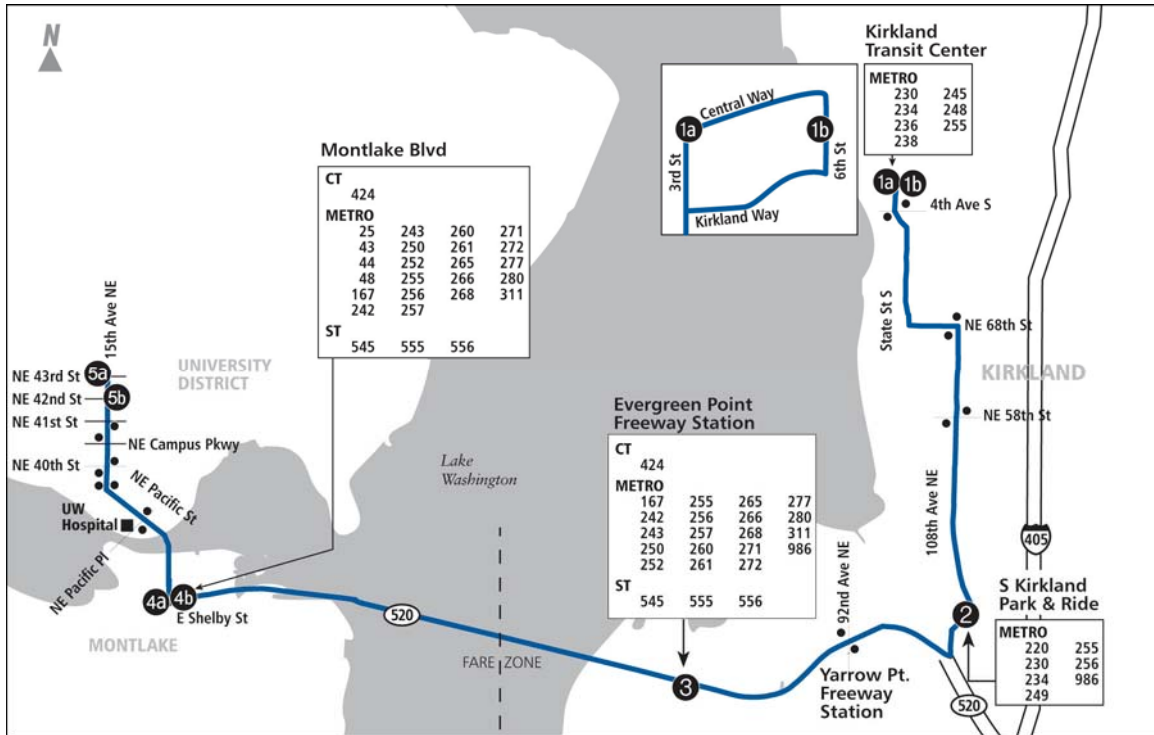 N
Kirkland
Transit Center
METRO
230 245
234 248
236 255
238
1a
Central Way
1b
3rd St
6th St
Kirkland Way
1a 1b
4th Ave S
State St S
NE 68th St
KIRKLAND
NE 58th St
108th Ave NE
405
Montlake Blvd
CT
424
METRO
25 243 260 271
43 250 261 272
44 252 265 277
48 255 266 280
167 256 268 311
242 257
ST
545 555 556
15th Ave NE
UNIVERSITY
DISTRICT
NE 43rd St
5a
NE 42nd St
5b
NE 41st St
NE Campus Pkwy
NE 40th St
NE Pacific St
UW
Hospital
NE Pacific Pl
4a 4b
E Shelby St
MONTLAKE
Lake
Washington
520
FARE ZONE
Evergreen Point
Freeway Station
CT
424
METRO
167 255 265 277
242 256 266 280
243 257 268 311
250 260 271 986
252 261 272
ST
545 555 556
3
92nd Ave NE
Yarrow Pt.
Freeway
Station
2
S Kirkland
Park & Ride
METRO
220 255
230 256
234 986
249
520